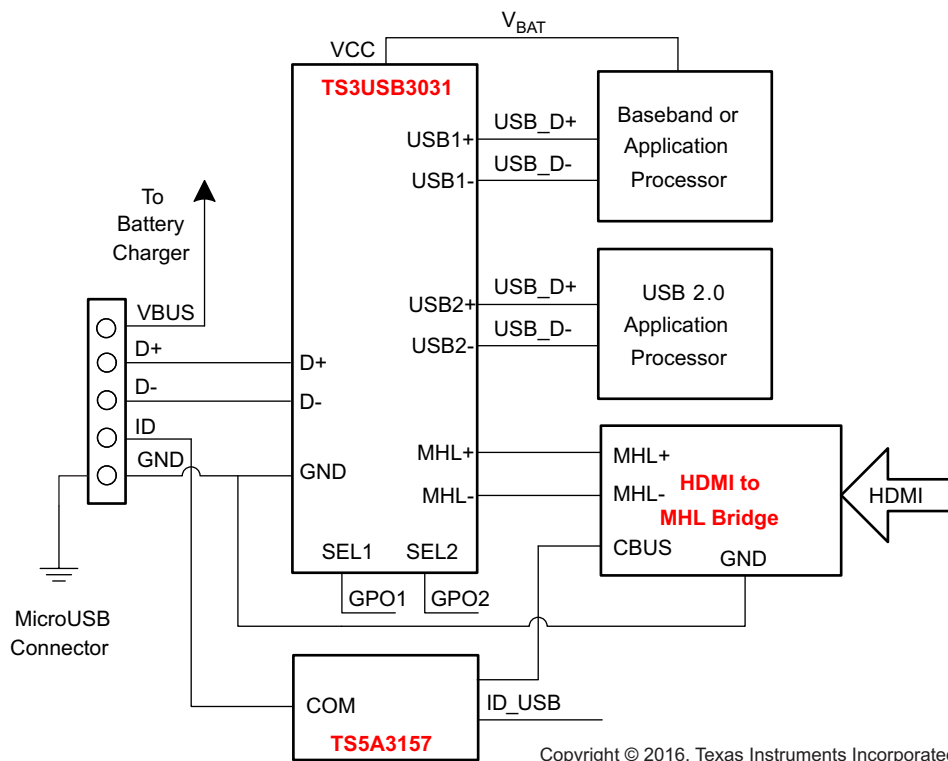 V_BAT
VCC
TS3USB3031
USB1+
USB1-
USB_D+
USB_D-
Baseband or
Application
Processor
To
Battery
Charger
USB2+
USB2-
USB_D+
USB_D-
USB 2.0
Application
Processor
VBUS
D+
D-
ID
GND
D+
D-
GND
MHL+
MHL-
MHL+
MHL-
HDMI to
MHL Bridge
CBUS
GND
HDMI
SEL1
SEL2
GPO1
GPO2
MicroUSB
Connector
COM
ID_USB
TS5A3157
Copyright © 2016, Texas Instruments Incorporated